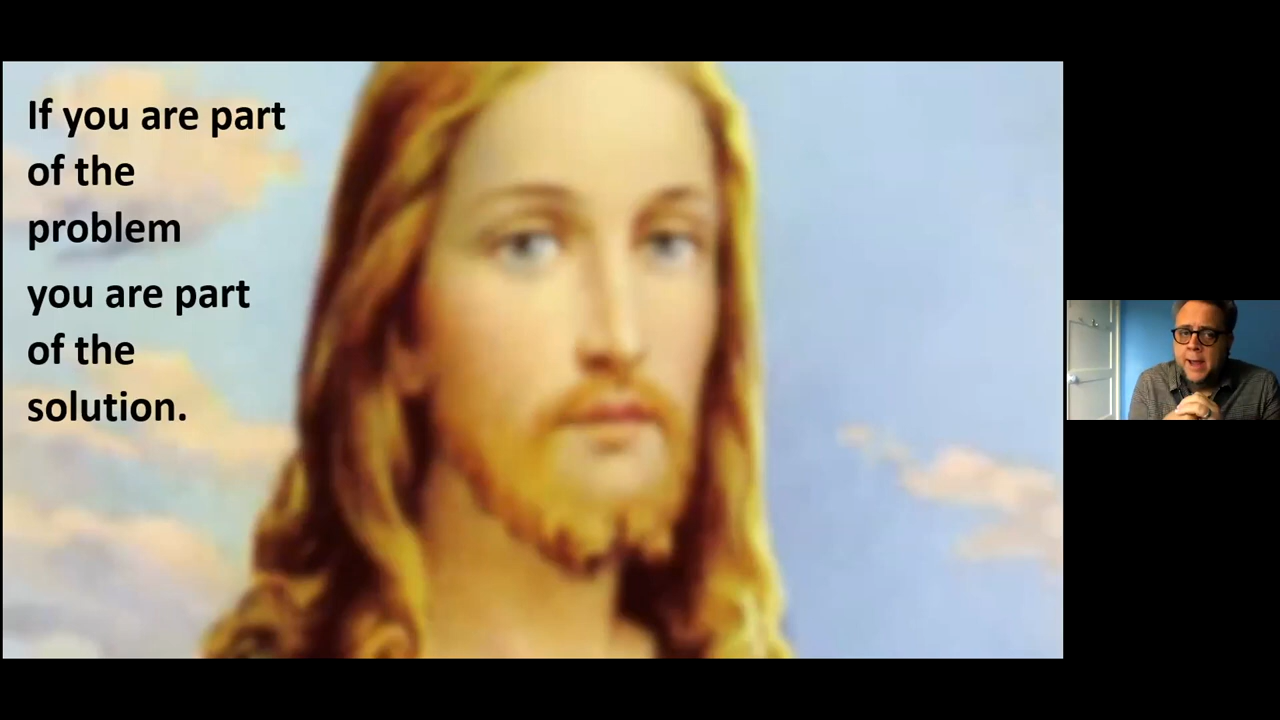 If you are part
of the
problem
you are part
of the
solution.